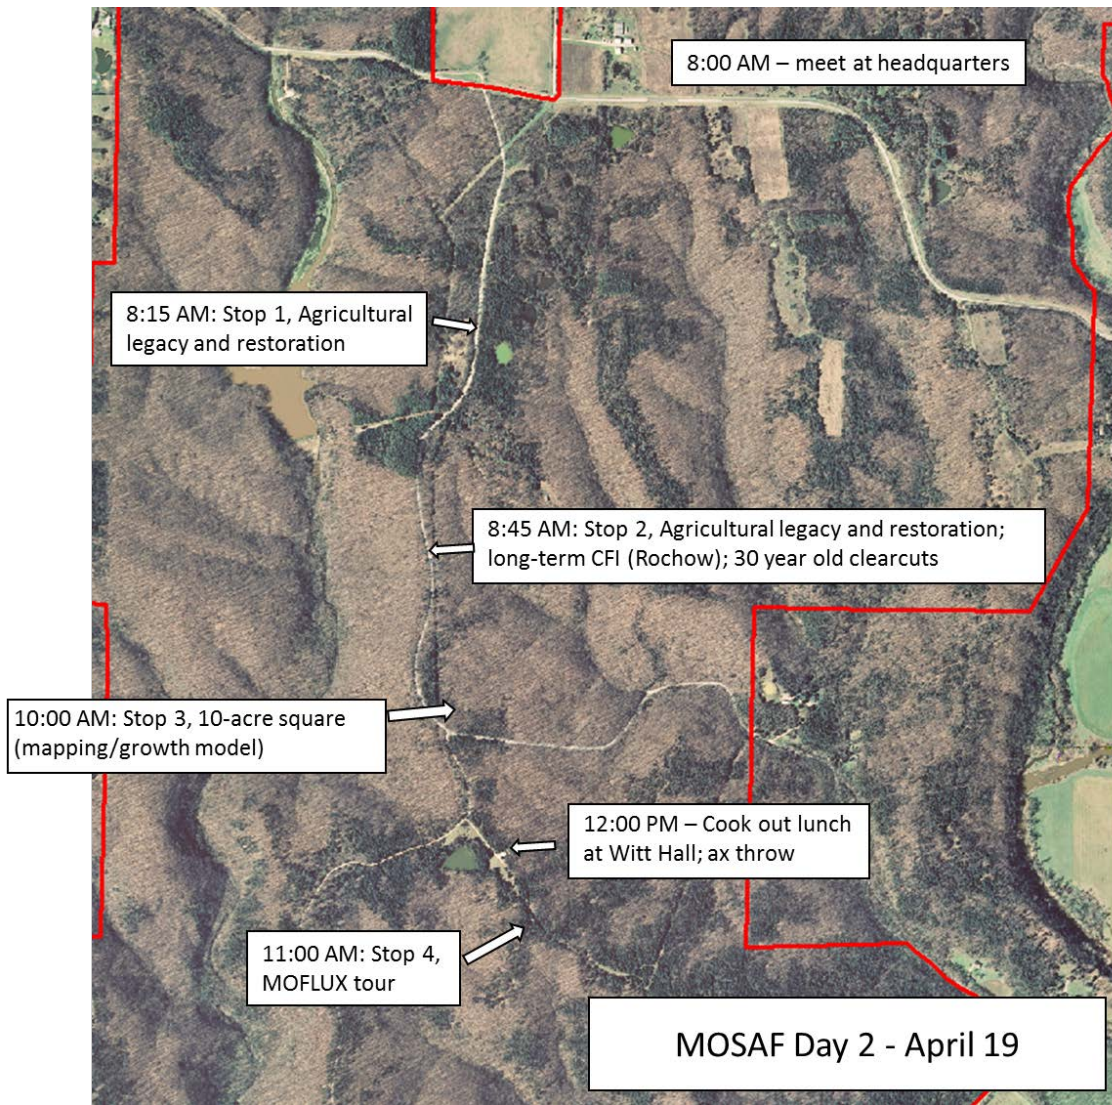 8:00 AM – meet at headquarters
8:15 AM: Stop 1, Agricultural
legacy and restoration
8:45 AM: Stop 2, Agricultural legacy and restoration;
long-term CFI (Rochow); 30 year old clearcuts
10:00 AM: Stop 3, 10-acre square
(mapping/growth model)
12:00 PM – Cook out lunch
at Witt Hall; ax throw
11:00 AM: Stop 4,
MOFLUX tour
MOSAF Day 2 - April 19